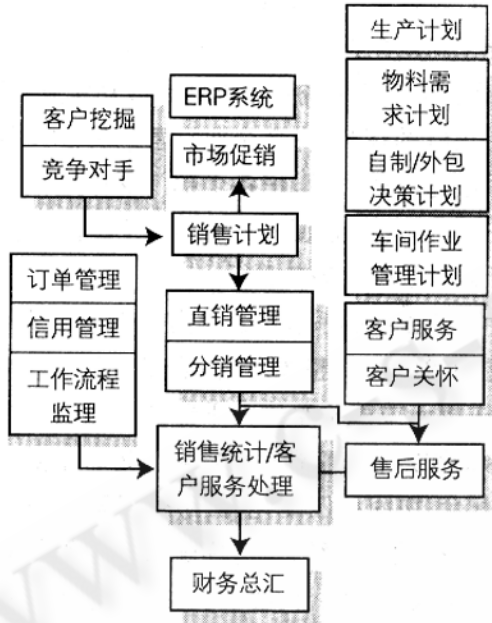 生产计划
ERP系统
物料需
求计划
客户挖掘
市场促销
竞争对手
自制/外包
决策计划
销售计划
车间作业
管理计划
订单管理
信用管理
工作流程
监理
直销管理
分销管理
客户服务
客户关怀
销售统计/客
户服务处理
售后服务
财务总汇